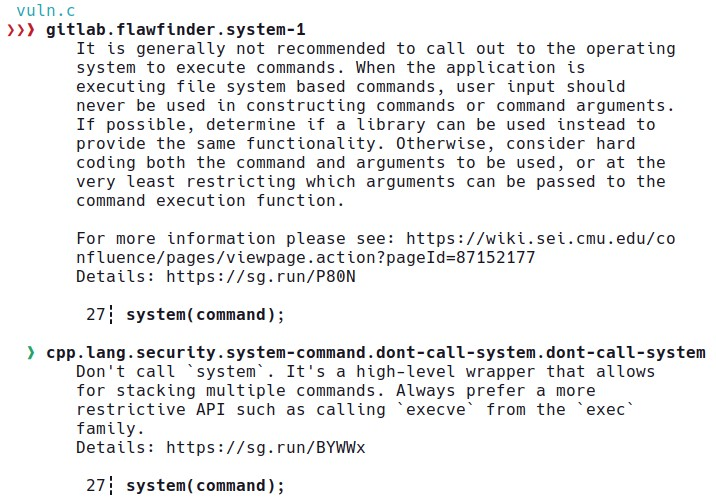 vuln.c
❯❯❱ gitlab.flawfinder.system-1
It is generally not recommended to call out to the operating
system to execute commands. When the application is
executing file system based commands, user input should
never be used in constructing commands or command arguments.
If possible, determine if a library can be used instead to
provide the same functionality. Otherwise, consider hard
coding both the command and arguments to be used, or at the
very least restricting which arguments can be passed to the
command execution function.
For more information please see: https://wiki.sei.cmu.edu/co
nfluence/pages/viewpage.action?pageId=87152177
Details: https://sg.run/P80N
27┆ system(command);
❱ cpp.lang.security.system-command.dont-call-system.dont-call-system
Don't call `system`. It's a high-level wrapper that allows
for stacking multiple commands. Always prefer a more
restrictive API such as calling `execve` from the `exec`
family.
Details: https://sg.run/BYWWx
27┆ system(command);